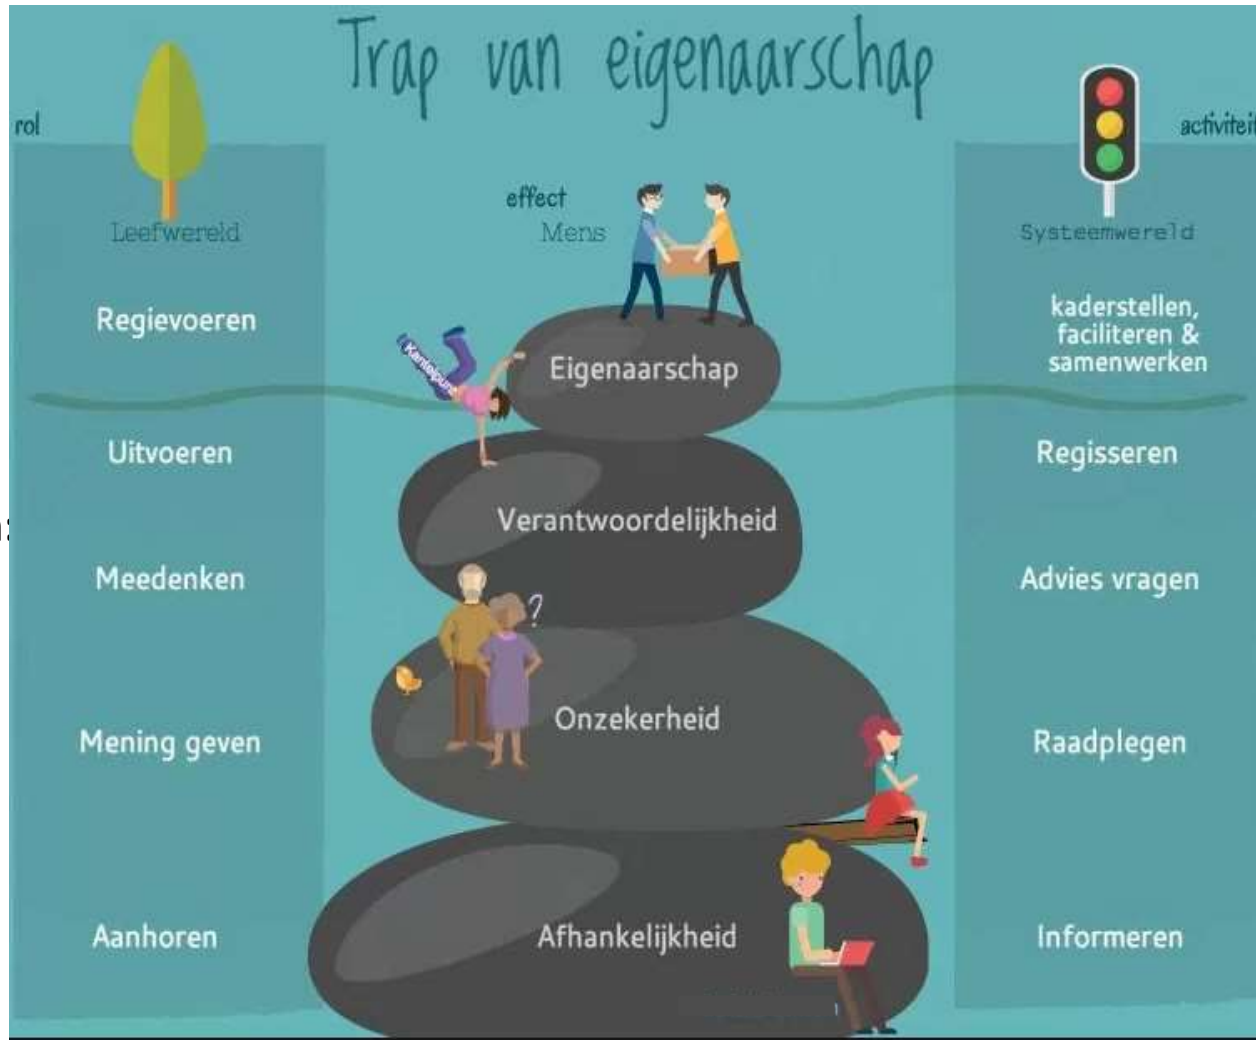 Trap van eigenaarschap
rol
activiteit
effect
Leefwereld
Mens
Systeemwereld
Regievoeren
kaderstellen,
faciliteren &
samenwerken
Kantelpunt
Eigenaarschap
Uitvoeren
Regisseren
Verantwoordelijkheid
Meedenken
Advies vragen
?
Onzekerheid
Mening geven
Raadplegen
Aanhoren
Afhankelijkheid
Informeren